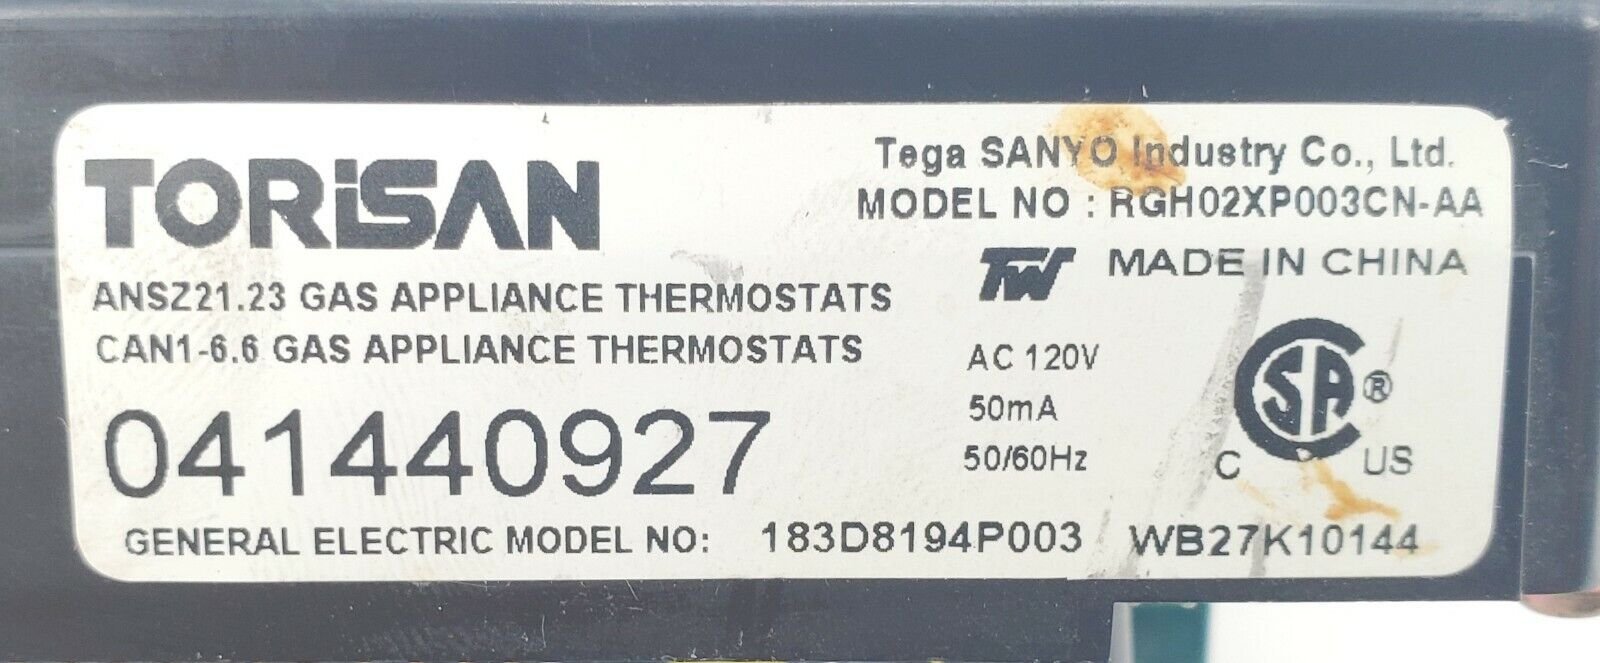 TORiSAN
ANSZ21.23 GAS APPLIANCE THERMOSTATS
CAN1-6.6 GAS APPLIANCE THERMOSTATS
041440927
GENERAL ELECTRIC MODEL NO: 183D8194P003 WB27K10144
Tega SANYO Industry Co., Ltd.
MODEL NO : RGH02XP003CN-AA
TW MADE IN CHINA
AC 120V
50mA
50/60Hz
C SA ®
C US